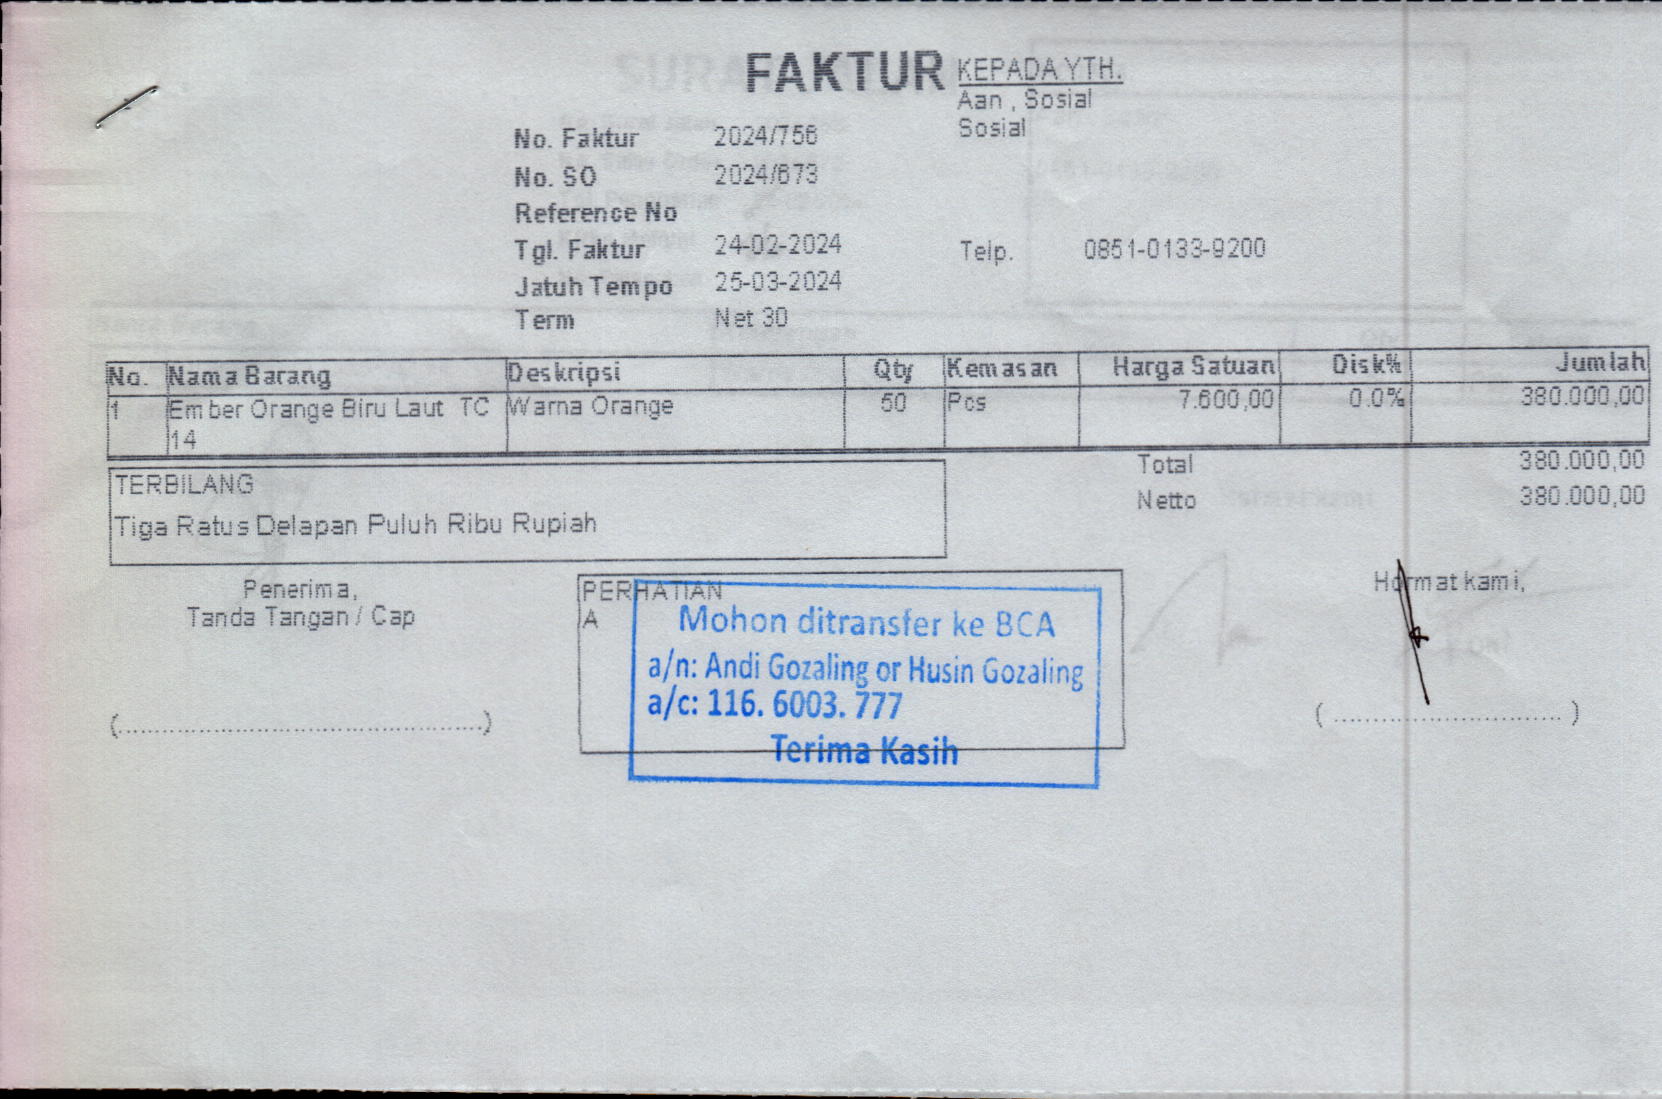 FAKTUR
KEPADA YTH.
Aan , Sosial
Sosial
No. Faktur 2024/756
No. SO 2024/673
Reference No
Tgl. Faktur 24-02-2024
Telp. 0851-0133-9200
Jatuh Tempo 25-03-2024
Term Net 30
No. Nama Barang Deskripsi Qty Kemasan Harga Satuan Disk% Jumlah
1 Ember Orange Biru Laut TC Warna Orange 50 Pcs 7.600,00 0.0% 380.000,00
14
Total 380.000,00
Netto 380.000,00
TERBILANG
Tiga Ratus Delapan Puluh Ribu Rupiah
Penerima,
Tanda Tangan / Cap
(................................................)
PERHATIAN
A
Mohon ditransfer ke BCA
a/n: Andi Gozaling or Husin Gozaling
a/c: 116. 6003. 777
Terima Kasih
Hormat kami,
( ............................... )